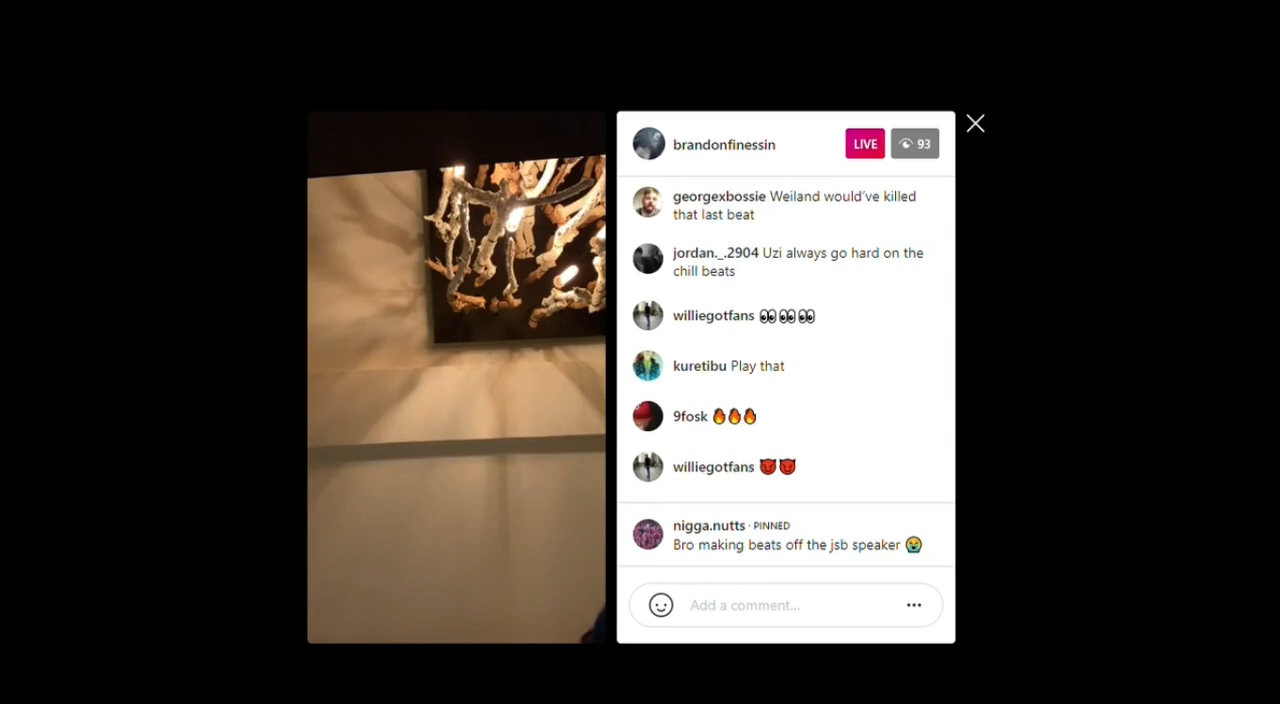 brandonfinessin
LIVE
93
georgexbossie Weiland would've killed
that last beat
jordan._.2904 Uzi always go hard on the
chill beats
williegotfans 👀👀👀
kuretibu Play that
9fosk 🔥🔥🔥
williegotfans 😈😈
nigga.nutts · PINNED
Bro making beats off the jsb speaker 😭
Add a comment...